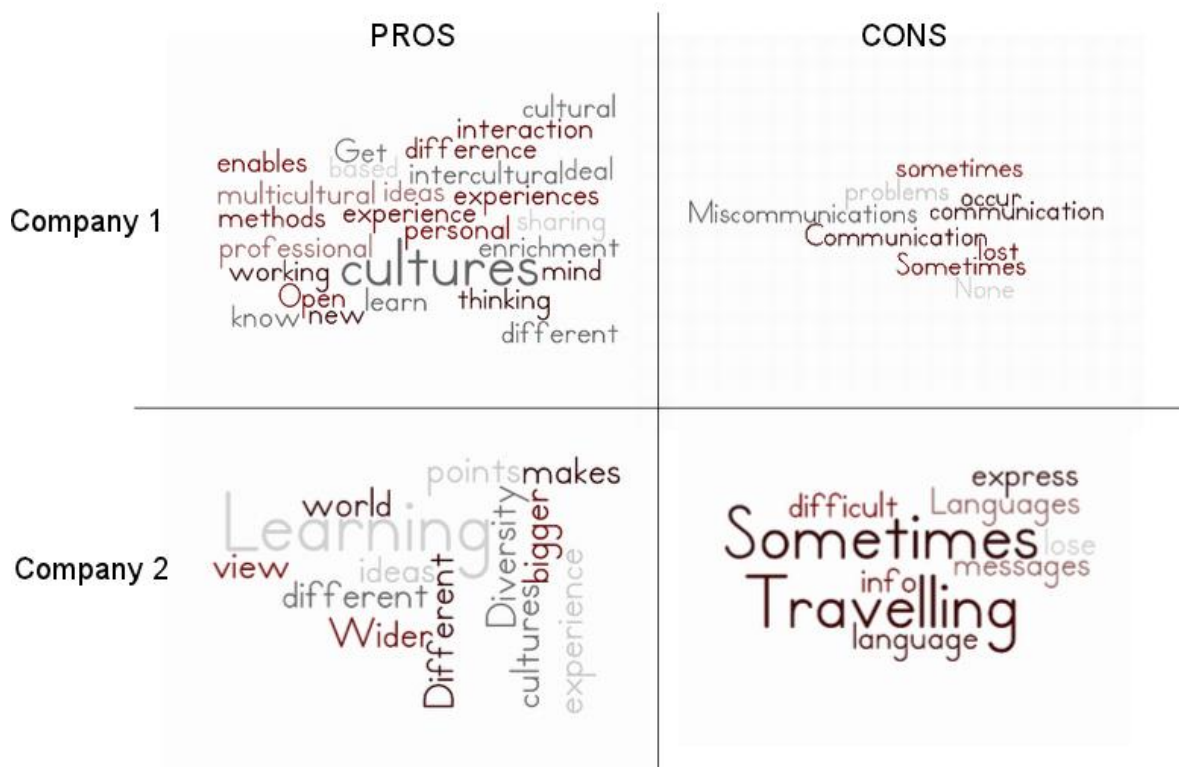 PROS
CONS
Company 1
cultural
interaction
Get difference
enables
based intercultural deal
multicultural ideas experiences
methods experience sharing
personal
professional enrichment
working cultures mind
Open learn thinking
know new
different
sometimes
problems occur
Miscommunications communication
Communication
lost
Sometimes
None
Company 2
points makes
world
Learning
Diversity
bigger
view
ideas
different
Wider
Different
cultures
experience
express
difficult Languages
Sometimes lose
messages
info
Travelling
language